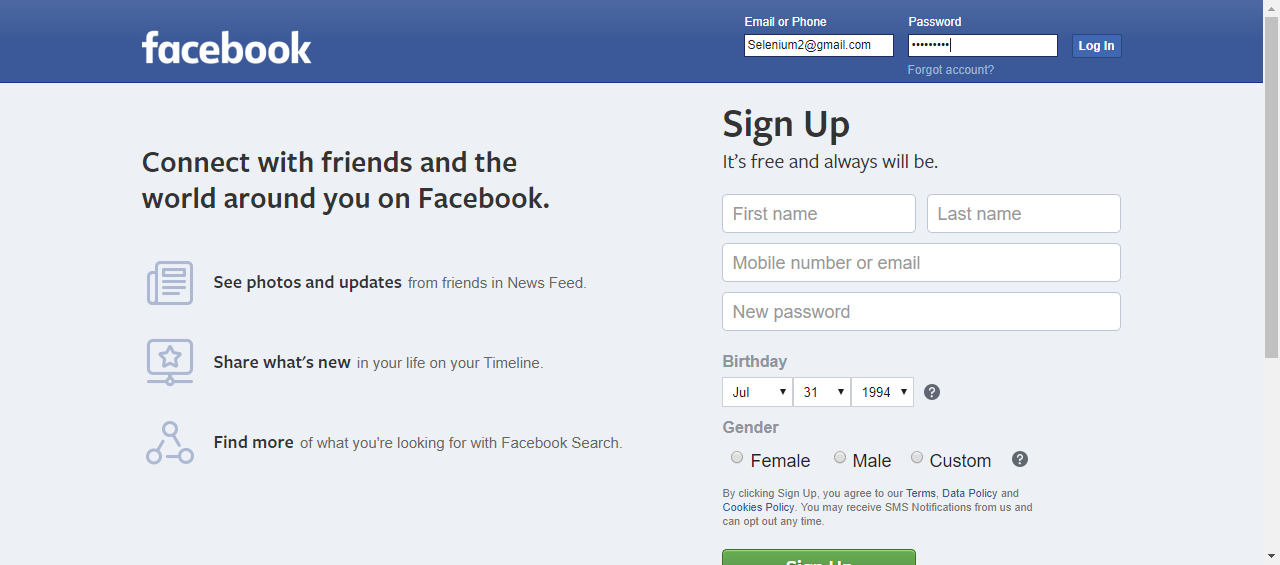 facebook
Email or Phone
Password
Selenium2@gmail.com
•••••••••
Log In
Forgot account?
Connect with friends and the
world around you on Facebook.
See photos and updates from friends in News Feed.
Share what's new in your life on your Timeline.
Find more of what you're looking for with Facebook Search.
Sign Up
It's free and always will be.
First name
Last name
Mobile number or email
New password
Birthday
Jul
31
1994
?
Gender
Female
Male
Custom
?
By clicking Sign Up, you agree to our Terms, Data Policy and
Cookies Policy. You may receive SMS Notifications from us and
can opt out any time.
Sign Up